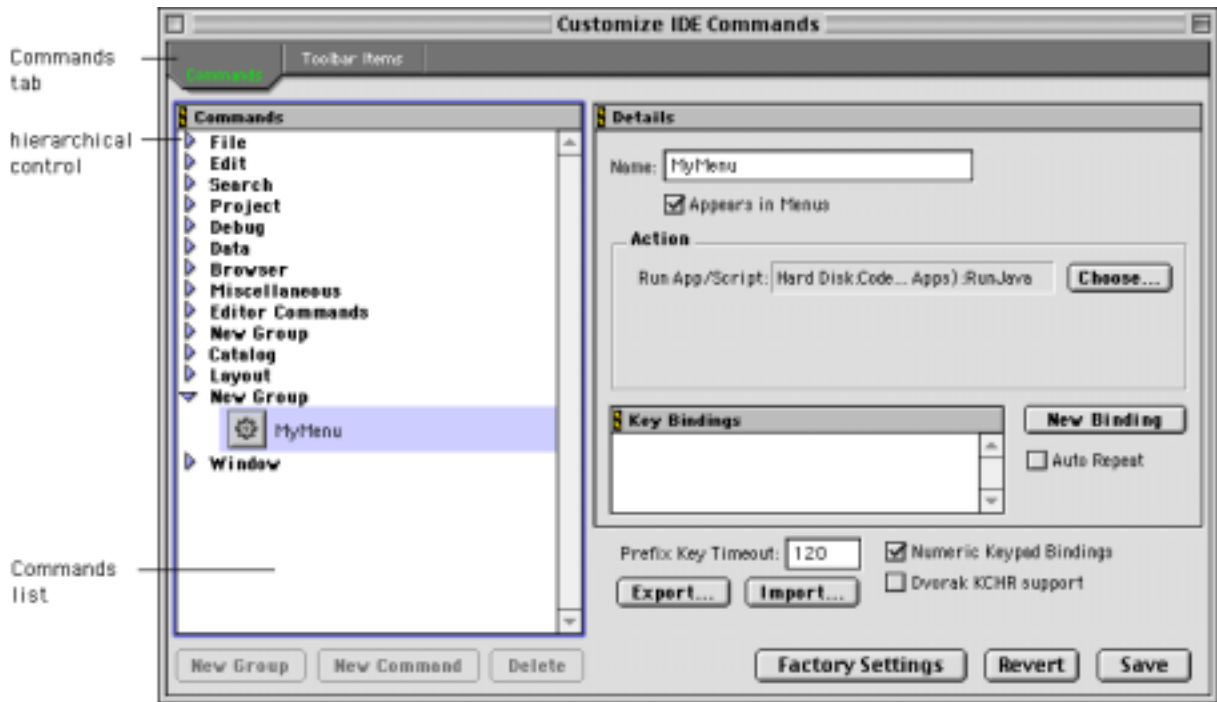 Customize IDE Commands
Commands
tab
Commands
Toolbar Items
hierarchical
control
Commands
File
Edit
Search
Project
Debug
Data
Browser
Miscellaneous
Editor Commands
New Group
Catalog
Layout
New Group
MyMenu
Window
Commands
list
New Group
New Command
Delete
Details
Name: MyMenu
Appears in Menus
Action
Run App/Script: Hard Disk:Code... Apps):RunJava
Choose...
Key Bindings
New Binding
Auto Repeat
Prefix Key Timeout: 120
Numeric Keypad Bindings
Export...
Import...
Dvorak KCHR support
Factory Settings
Revert
Save